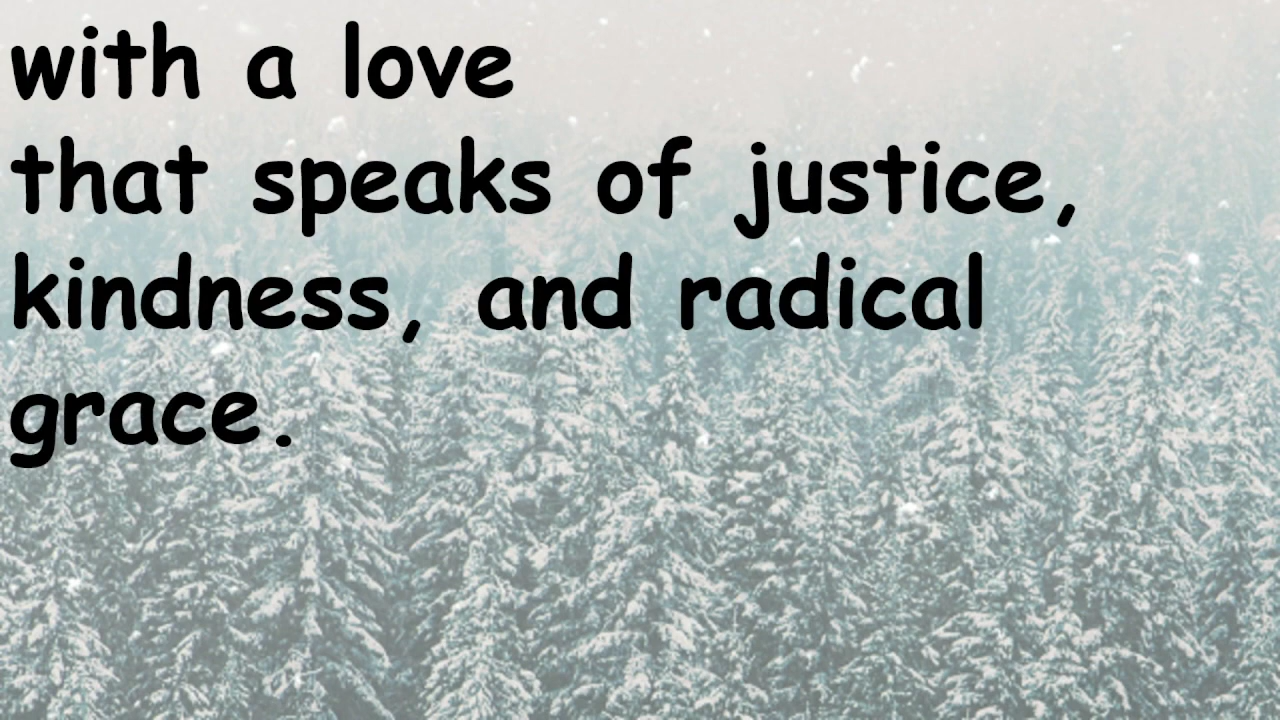 with a love
that speaks of justice,
kindness, and radical
grace.